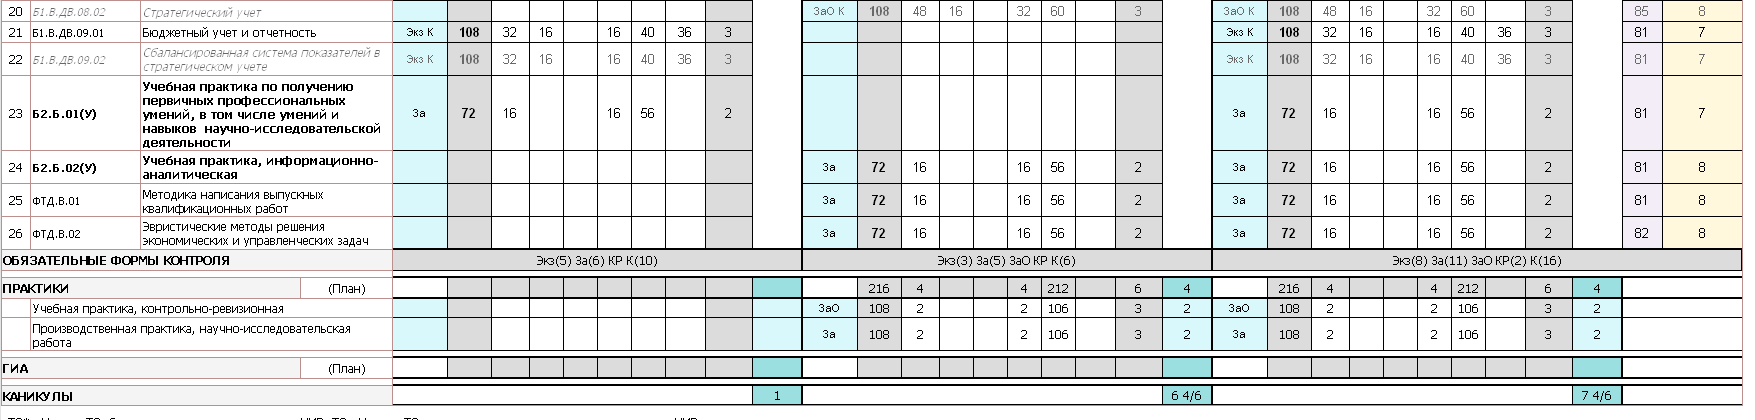 20 Б1.В.ДВ.08.02 Стратегический учет ЗаО К 108 48 16 32 60 3 ЗаО К 108 48 16 32 60 3 85 8
21 Б1.В.ДВ.09.01 Бюджетный учет и отчетность Экз К 108 32 16 16 40 36 3 Экз К 108 32 16 16 40 36 3 81 7
22 Б1.В.ДВ.09.02 Сбалансированная система показателей в
стратегическом учете Экз К 108 32 16 16 40 36 3 Экз К 108 32 16 16 40 36 3 81 7
Учебная практика по получению
первичных профессиональных
23 Б2.Б.01(У) умений, в том числе умений и За 72 16 16 56 2 За 72 16 16 56 2 81 7
навыков научно-исследовательской
деятельности
24 Б2.Б.02(У) Учебная практика, информационно-
аналитическая За 72 16 16 56 2 За 72 16 16 56 2 81 8
25 ФТД.В.01 Методика написания выпускных
квалификационных работ За 72 16 16 56 2 За 72 16 16 56 2 81 8
26 ФТД.В.02 Эвристические методы решения
экономических и управленческих задач За 72 16 16 56 2 За 72 16 16 56 2 82 8
ОБЯЗАТЕЛЬНЫЕ ФОРМЫ КОНТРОЛЯ Экз(5) За(6) КР К(10) Экз(3) За(5) ЗаО КР К(6) Экз(8) За(11) ЗаО КР(2) К(16)
ПРАКТИКИ (План) 216 4 4 212 6 4 216 4 4 212 6 4
Учебная практика, контрольно-ревизионная ЗаО 108 2 2 106 3 2 ЗаО 108 2 2 106 3 2
Производственная практика, научно-исследовательская
работа За 108 2 2 106 3 2 За 108 2 2 106 3 2
ГИА (План)
КАНИКУЛЫ 1 6 4/6 7 4/6